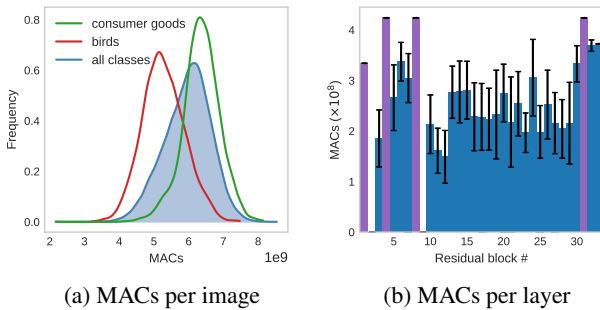 consumer goods
birds
all classes
0.8
0.6
0.4
0.2
0.0
Frequency
2 3 4 5 6 7 8
MACs
1e9
(a) MACs per image
4
3
2
1
0
MACs (×10⁸)
5 10 15 20 25 30
Residual block #
(b) MACs per layer